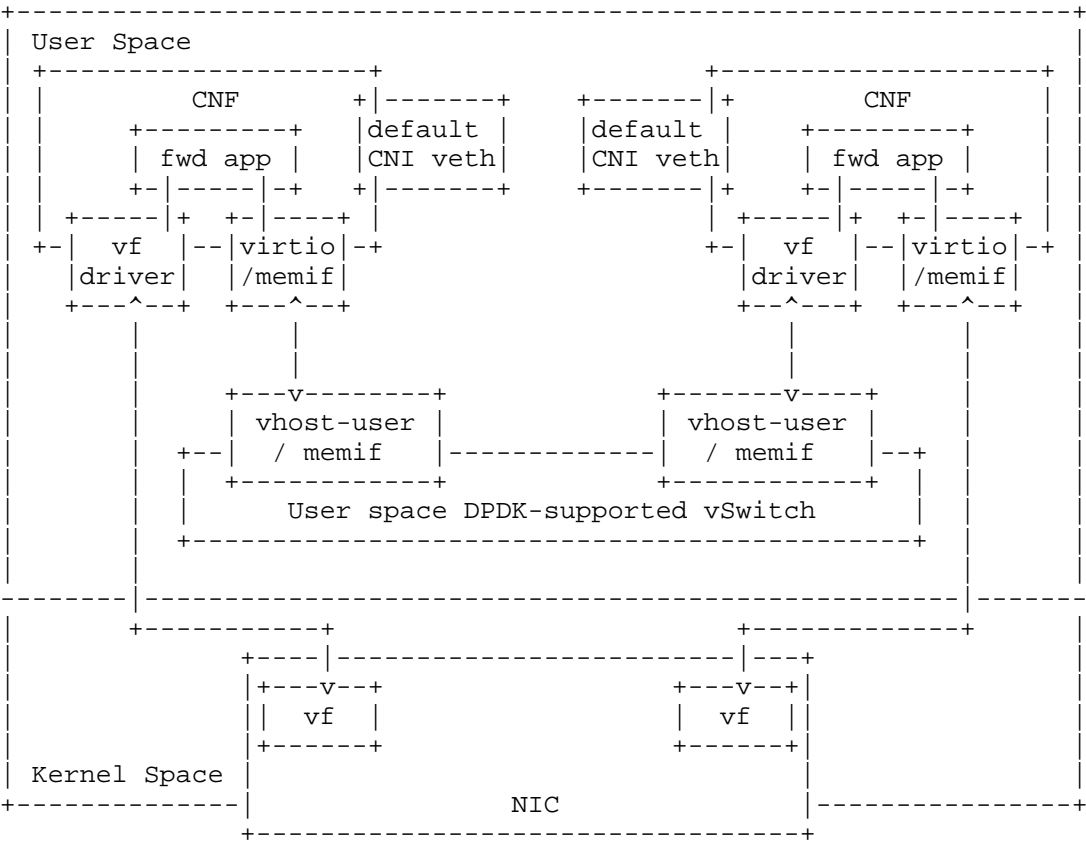 User Space
CNF CNF
default default
fwd app CNI veth CNI veth fwd app
vf virtio vf virtio
driver /memif driver /memif
vhost-user vhost-user
/ memif / memif
User space DPDK-supported vSwitch
vf vf
Kernel Space
NIC